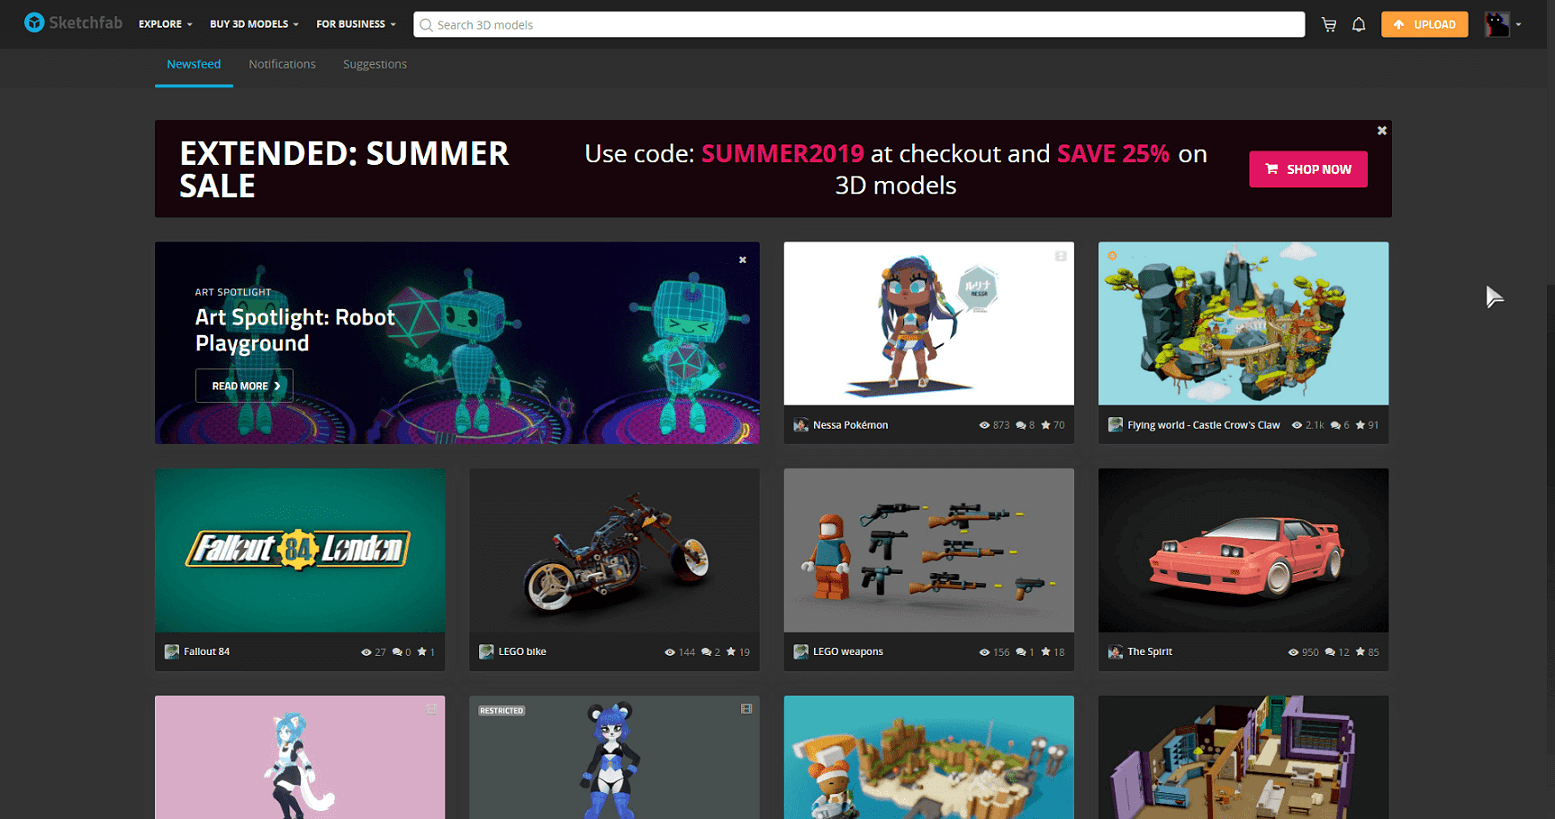 Sketchfab EXPLORE BUY 3D MODELS FOR BUSINESS Search 3D models UPLOAD
Newsfeed Notifications Suggestions
EXTENDED: SUMMER
SALE
Use code: SUMMER2019 at checkout and SAVE 25% on
3D models
SHOP NOW
ART SPOTLIGHT
Art Spotlight: Robot
Playground
READ MORE
ルリナ
NESSA
Nessa Pokémon 873 8 70
Flying world - Castle Crow's Claw 2.1k 6 91
Fallout 84 London
Fallout 84 27 0 1
LEGO bike 144 2 19
LEGO weapons 156 1 18
The Spirit 950 12 85
RESTRICTED